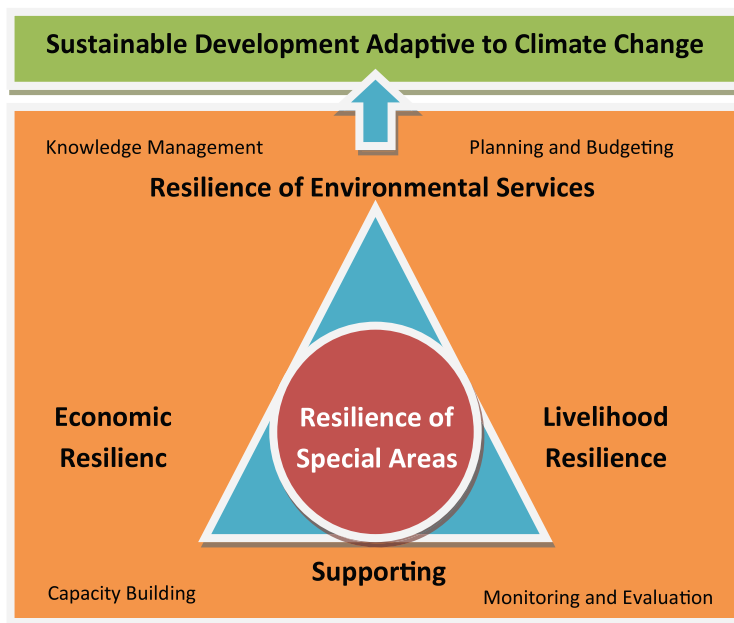 Sustainable Development Adaptive to Climate Change
Knowledge Management
Planning and Budgeting
Resilience of Environmental Services
Economic
Resilienc
Livelihood
Resilience
Resilience of
Special Areas
Supporting
Capacity Building
Monitoring and Evaluation